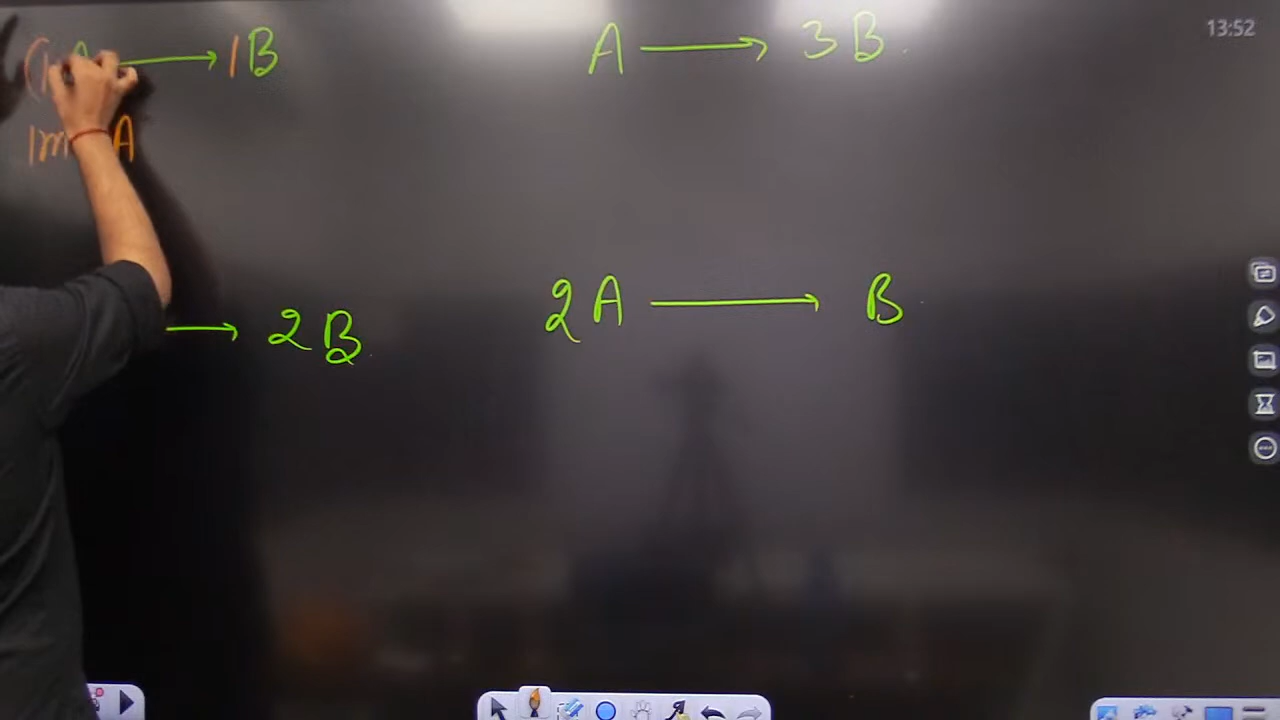 A → 1B
A → 3B
13:52
1m A
→ 2B
2A → B